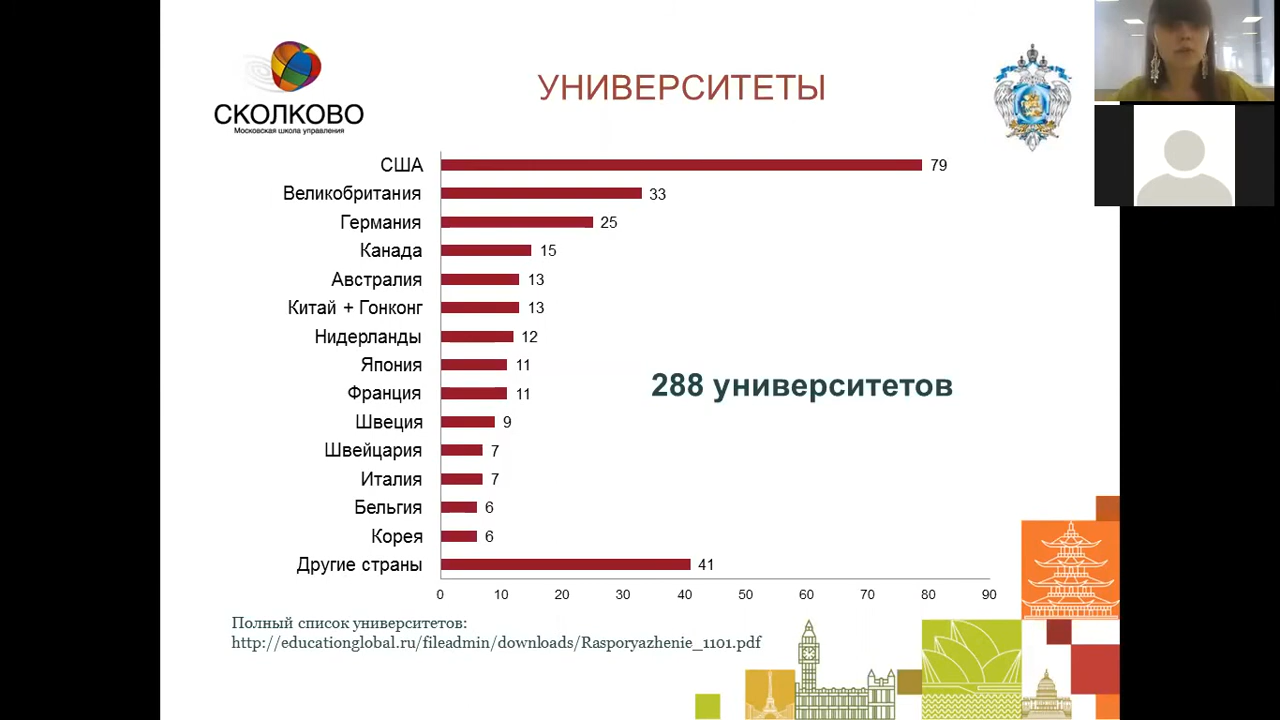 СКОЛКОВО
Московская школа управления
УНИВЕРСИТЕТЫ
США 79
Великобритания 33
Германия 25
Канада 15
Австралия 13
Китай + Гонконг 13
Нидерланды 12
Япония 11
Франция 11
Швеция 9
Швейцария 7
Италия 7
Бельгия 6
Корея 6
Другие страны 41
288 университетов
0 10 20 30 40 50 60 70 80 90
Полный список университетов:
http://educationglobal.ru/fileadmin/downloads/Rasporyazhenie_1101.pdf